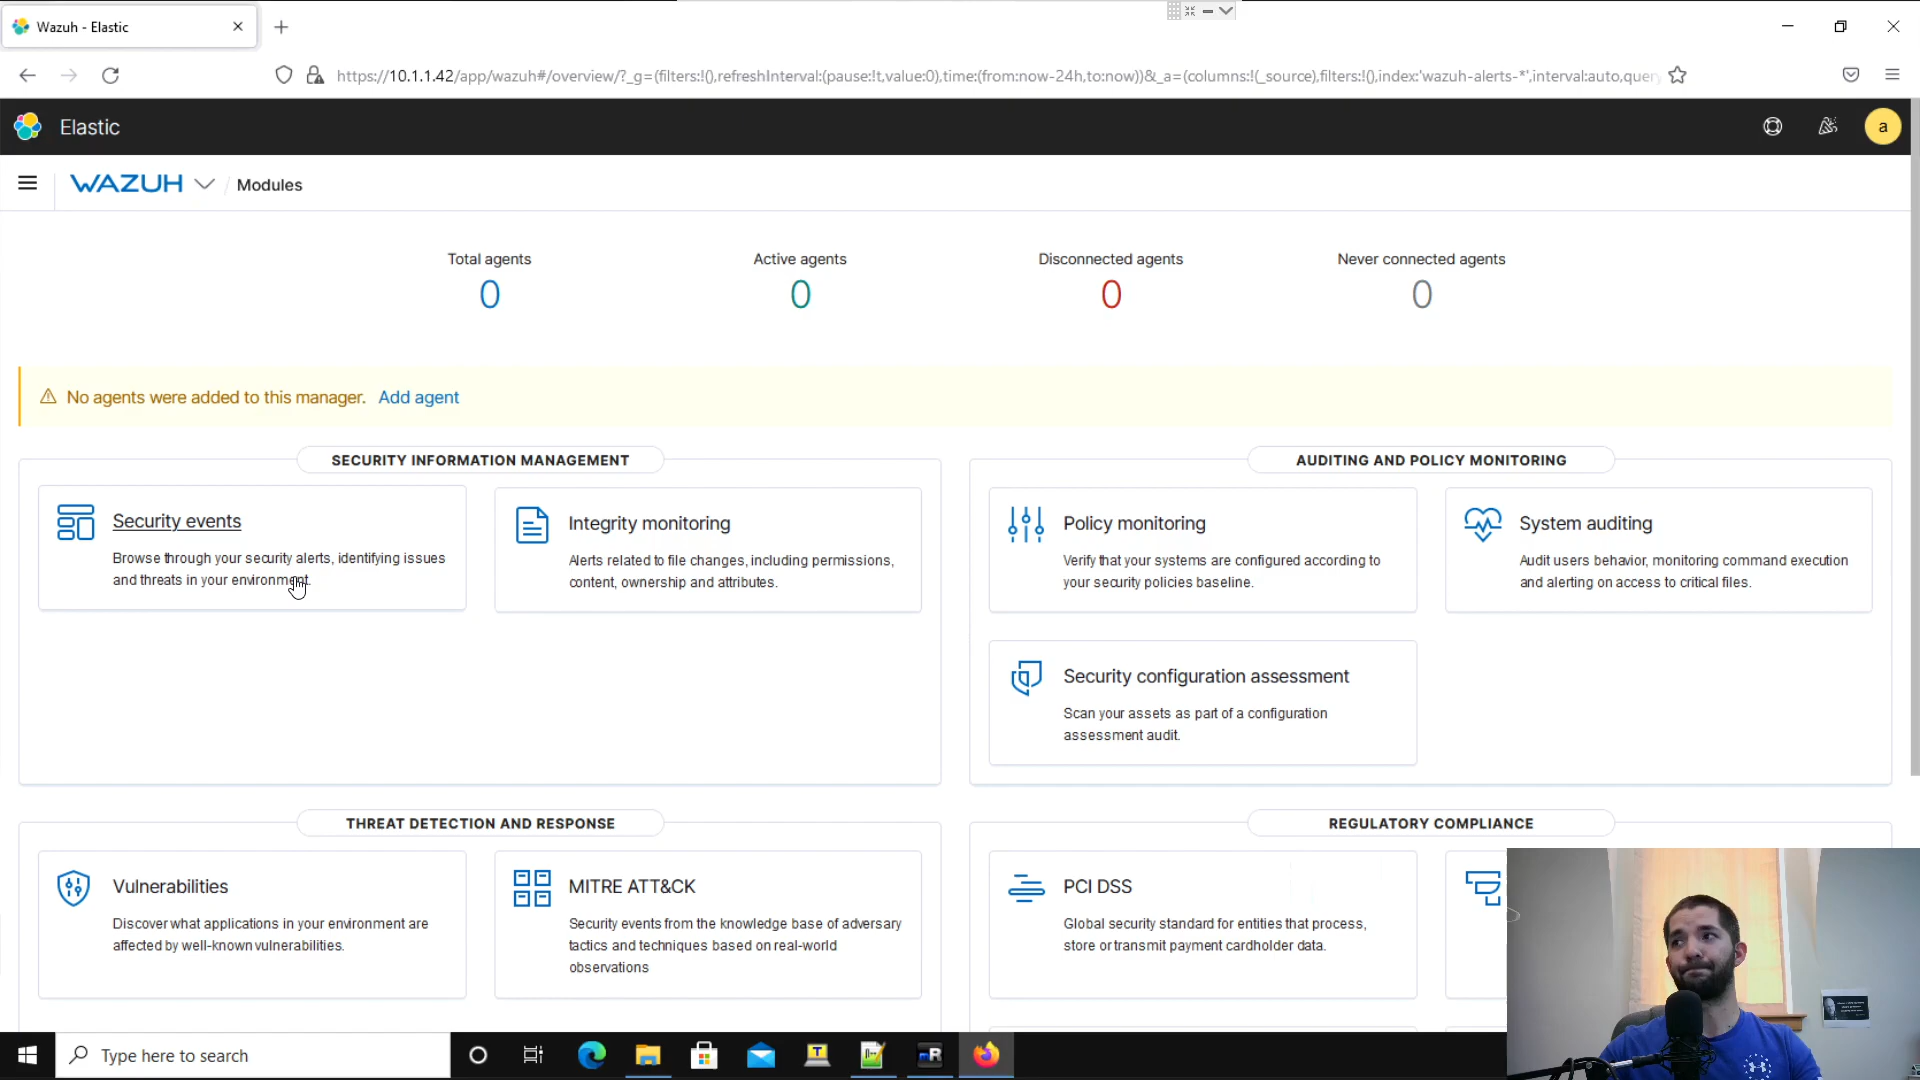 Wazuh - Elastic
https://10.1.1.42/app/wazuh#/overview/?_g=(filters:!(),refreshInterval:(pause:!t,value:0),time:(from:now-24h,to:now))&_a=(columns:!(_source),filters:!(),index:'wazuh-alerts-*',interval:auto,query
Elastic
a
WAZUH / Modules
Total agents
0
Active agents
0
Disconnected agents
0
Never connected agents
0
No agents were added to this manager. Add agent
SECURITY INFORMATION MANAGEMENT
Security events
Browse through your security alerts, identifying issues
and threats in your environment.
Integrity monitoring
Alerts related to file changes, including permissions,
content, ownership and attributes.
AUDITING AND POLICY MONITORING
Policy monitoring
Verify that your systems are configured according to
your security policies baseline.
System auditing
Audit users behavior, monitoring command execution
and alerting on access to critical files.
Security configuration assessment
Scan your assets as part of a configuration
assessment audit.
THREAT DETECTION AND RESPONSE
Vulnerabilities
Discover what applications in your environment are
affected by well-known vulnerabilities.
MITRE ATT&CK
Security events from the knowledge base of adversary
tactics and techniques based on real-world
observations
REGULATORY COMPLIANCE
PCI DSS
Global security standard for entities that process,
store or transmit payment cardholder data.
Type here to search